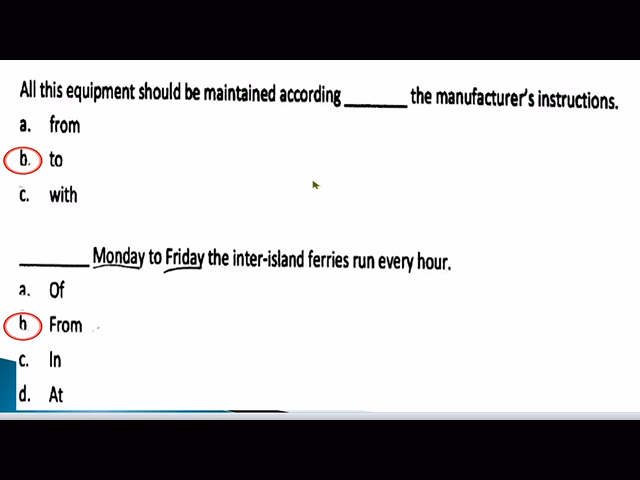 All this equipment should be maintained according ________ the manufacturer's instructions.
a. from
b. to
c. with
________ Monday to Friday the inter-island ferries run every hour.
a. Of
h From
c. In
d. At